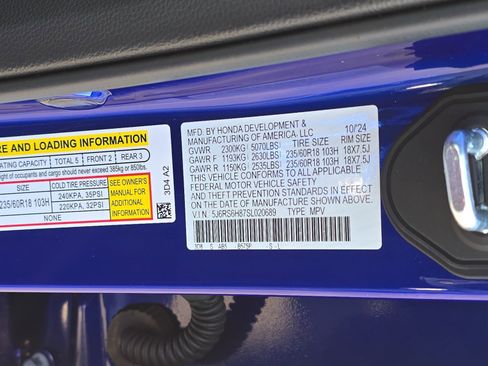 RE AND LOADING INFORMATION
SEATING CAPACITY TOTAL 5 FRONT 2 REAR 3
weight of occupants and cargo should never exceed 385kg or 850lbs.
SIZE COLD TIRE PRESSURE
235/60R18 103H 240KPA, 35PSI
220KPA, 32PSI
NONE
SEE OWNER'S
MANUAL FOR
ADDITIONAL
INFORMATION
3D4 A2
MFD. BY HONDA DEVELOPMENT &
MANUFACTURING OF AMERICA, LLC 10/24
GVWR 2300KG( 5070LBS) TIRE SIZE RIM SIZE
GAWR F 1193KG( 2630LBS) 235/60R18 18X7.5J
GAWR R 1150KG( 2535LBS) 235/60R18 18X7.5J
THIS VEHICLE CONFORMS TO ALL APPLICABLE
FEDERAL MOTOR VEHICLE SAFETY
AND THEFT PREVENTION STANDARDS IN EFFECT
ON THE DATE OF MANUFACTURE SHOWN ABOVE.
V.I.N. 5J6RS6H87SL020689 TYPE MPV
S ABS B575P S-L